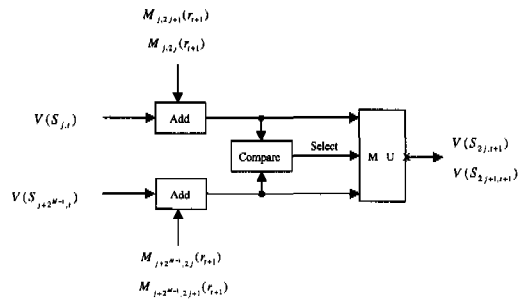 M_{j,2j+1}(r_{t+1})
M_{j,2j}(r_{t+1})
V(S_{j,t})
Add
Select
Compare
M U X
V(S_{2j,t+1})
V(S_{2j+1,t+1})
V(S_{j+2^{M-1},t})
Add
M_{j+2^{M-1},2j}(r_{t+1})
M_{j+2^{M-1},2j+1}(r_{t+1})